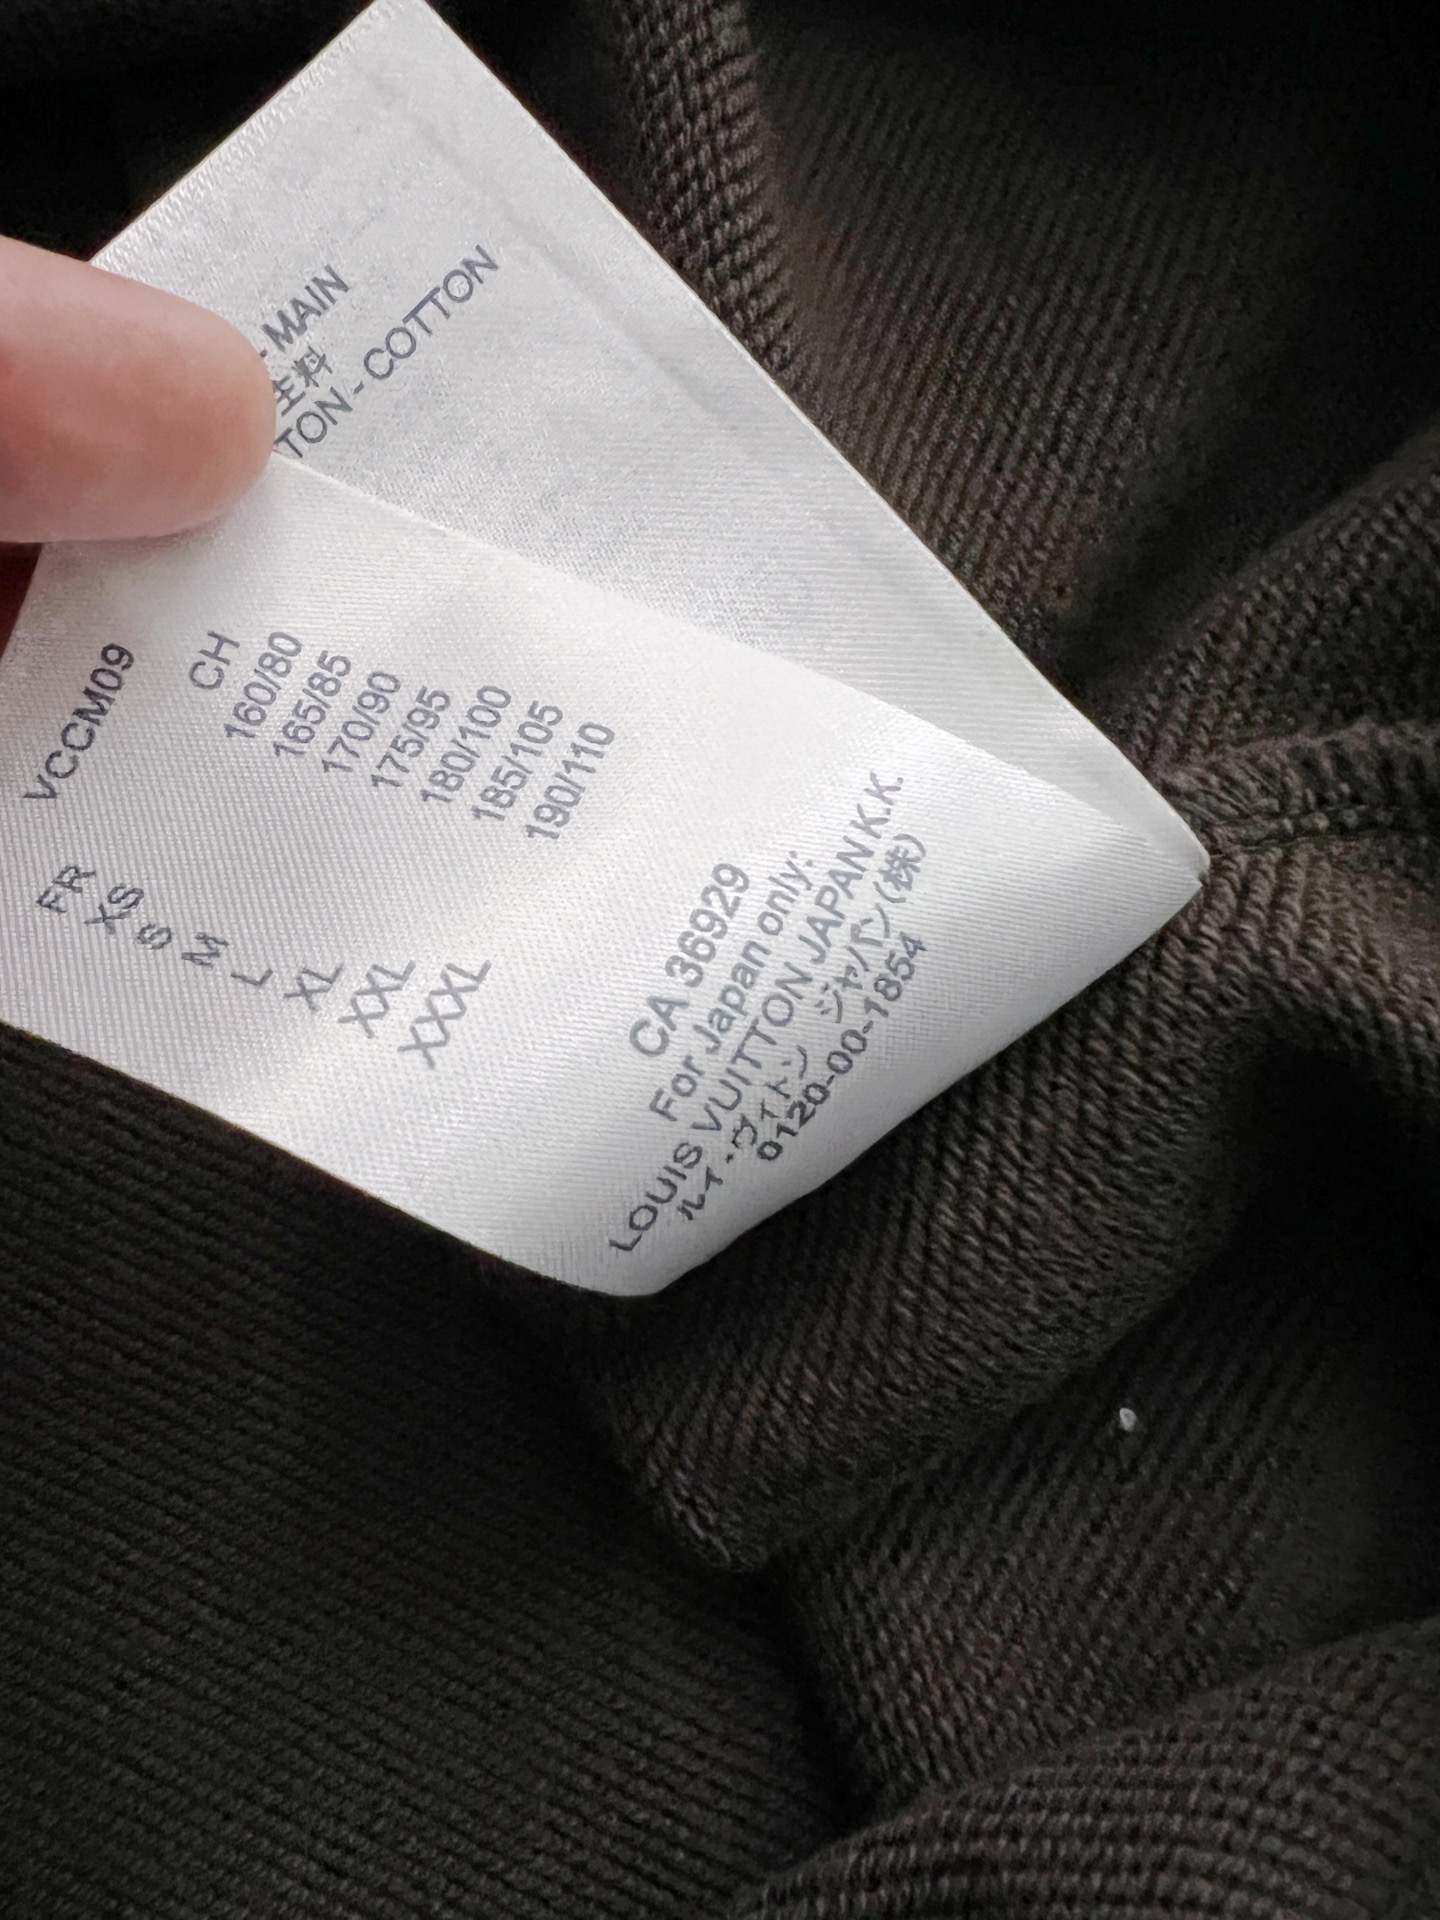 - MAIN
主料
TON - COTTON
VCCM09
FR CH
XS 160/80
S 165/85
M 170/90
L 175/95
XL 180/100
XXL 185/105
XXXL 190/110
CA 36929
For Japan only:
LOUIS VUITTON JAPAN K.K.
ルイ・ヴィトン ジャパン(株)
0120-00-1854